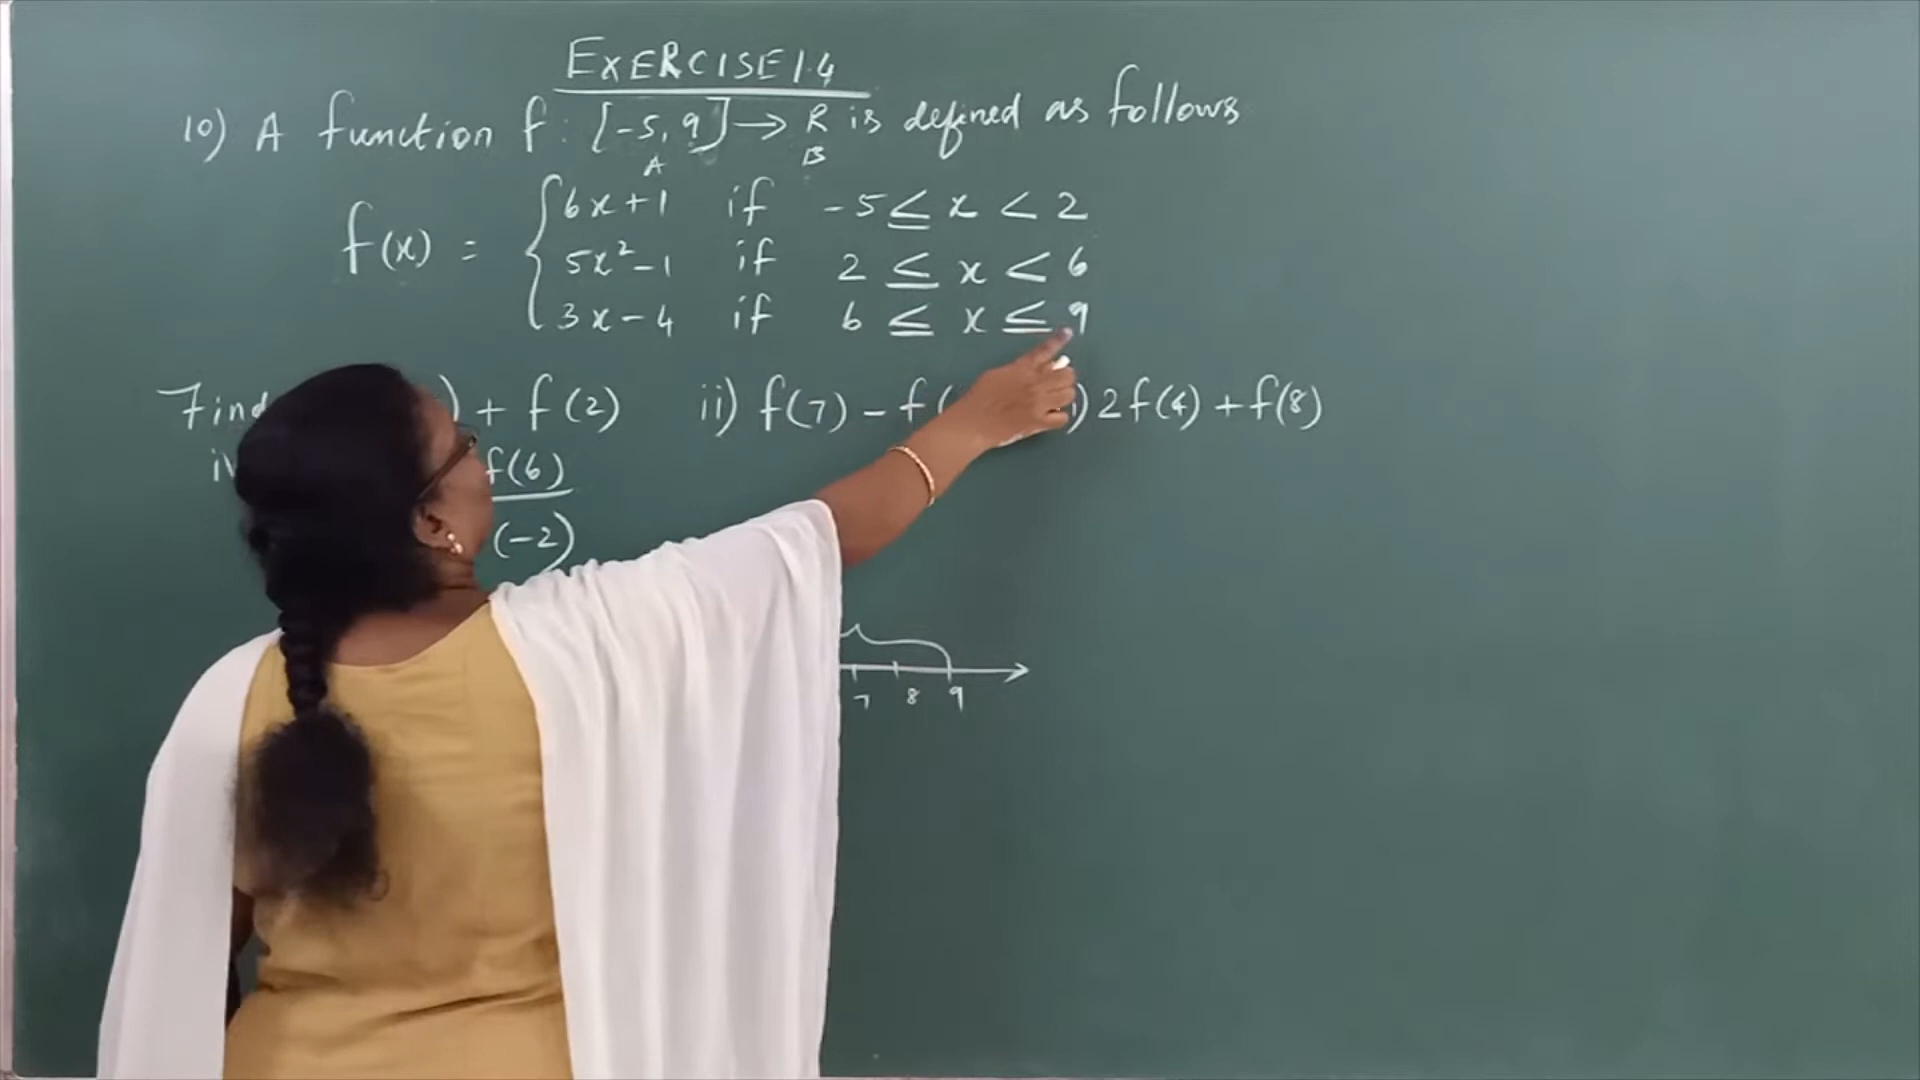 EXERCISE 1.4
10) A function f: [-5, 9] → R is defined as follows
A B
f(x) = { 6x+1 if -5 ≤ x < 2
5x²-1 if 2 ≤ x < 6
3x-4 if 6 ≤ x ≤ 9
Find ) + f(2) ii) f(7) - f( ) 2f(4) + f(8)
iv f(6)
(-2)
7 8 9